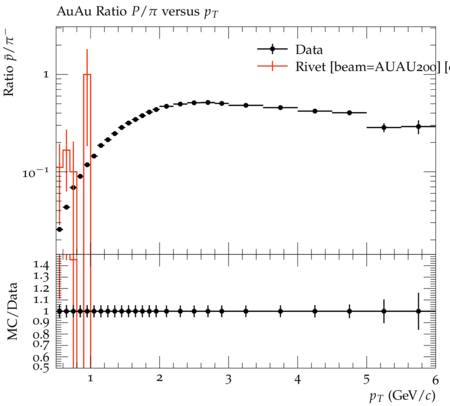 AuAu Ratio P/π versus p_T
Ratio p̄/π⁻
Data
Rivet [beam=AUAU200] [
1
10⁻¹
MC/Data
1.4
1.3
1.2
1.1
1
0.9
0.8
0.7
0.6
0.5
1 2 3 4 5 6
p_T (GeV/c)